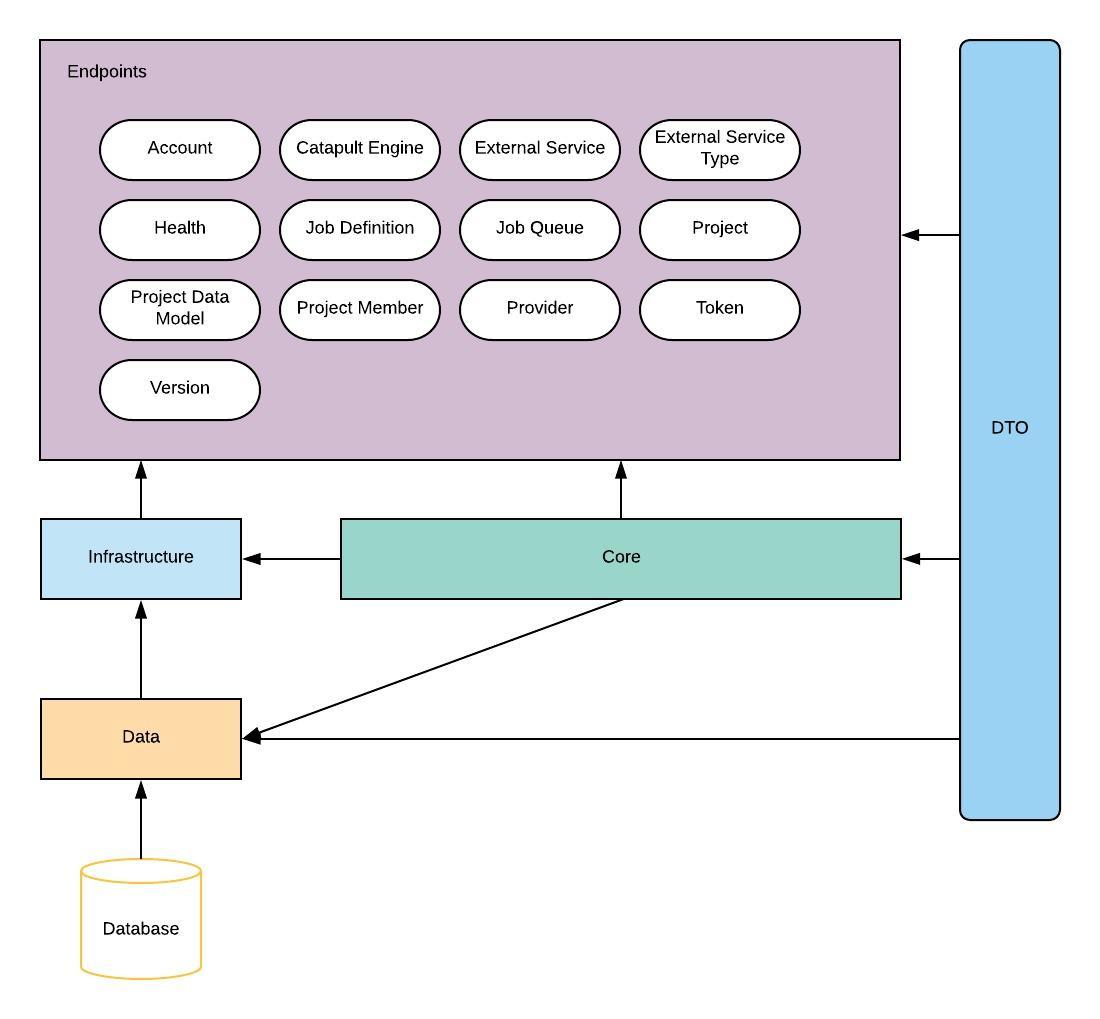 Endpoints
Account
Catapult Engine
External Service
External Service
Type
Health
Job Definition
Job Queue
Project
Project Data
Model
Project Member
Provider
Token
Version
DTO
Infrastructure
Core
Data
Database